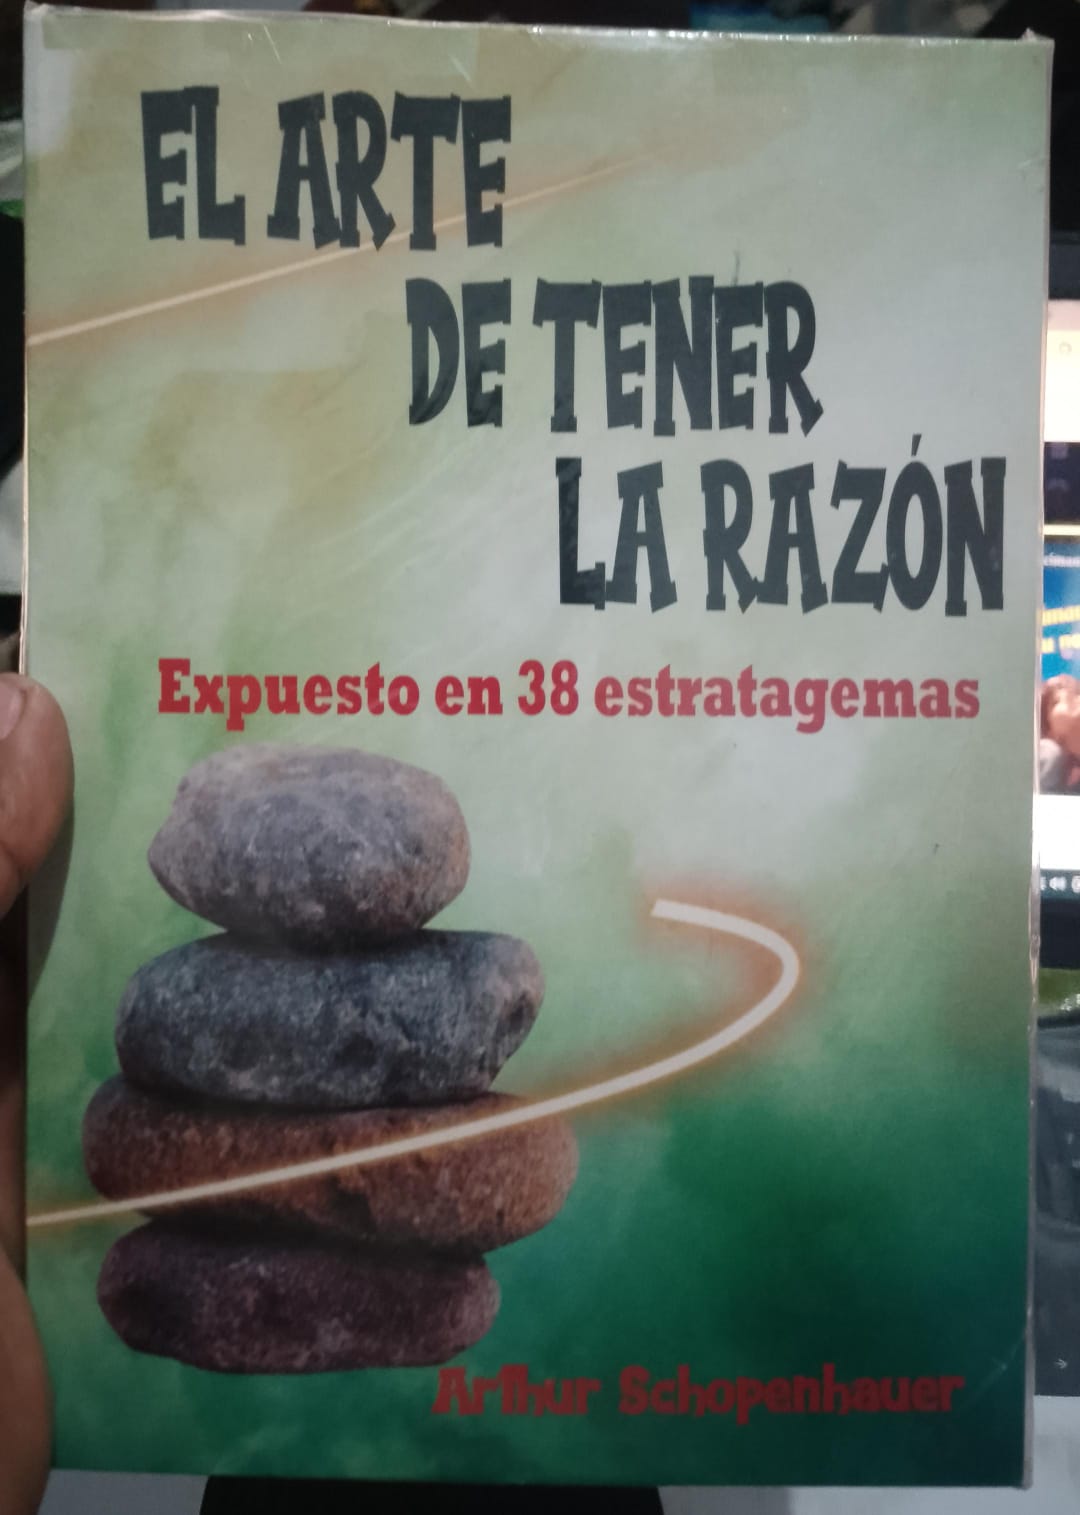 EL ARTE
DE TENER
LA RAZÓN
Expuesto en 38 estratagemas
Arthur Schopenhauer